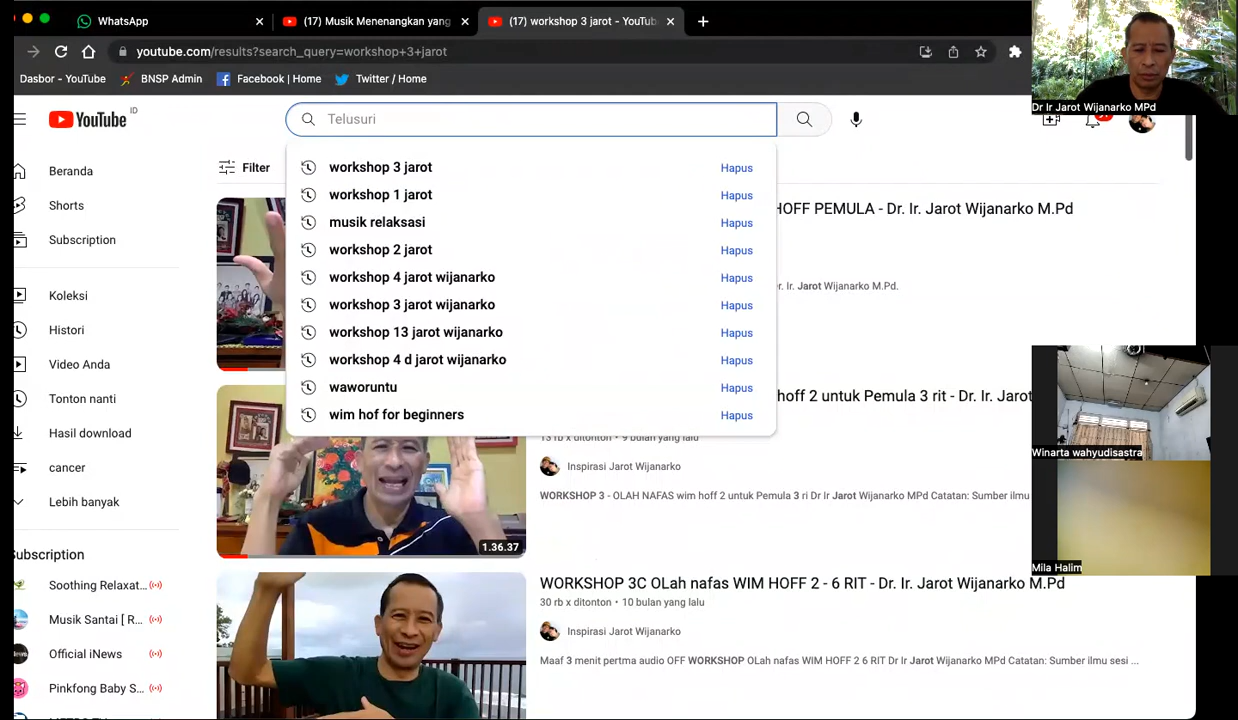 WhatsApp
(17) Musik Menenangkan yang
(17) workshop 3 jarot - YouTub
youtube.com/results?search_query=workshop+3+jarot
Dasbor - YouTube
BNSP Admin
Facebook | Home
Twitter / Home
Dr Ir Jarot Wijanarko MPd
YouTube ID
Telusuri
Beranda
Shorts
Subscription
Koleksi
Histori
Video Anda
Tonton nanti
Hasil download
cancer
Lebih banyak
Subscription
Soothing Relaxat...
Musik Santai [ R...
Official iNews
Pinkfong Baby S...
Filter
workshop 3 jarot Hapus
workshop 1 jarot Hapus
musik relaksasi Hapus
workshop 2 jarot Hapus
workshop 4 jarot wijanarko Hapus
workshop 3 jarot wijanarko Hapus
workshop 13 jarot wijanarko Hapus
workshop 4 d jarot wijanarko Hapus
waworuntu Hapus
wim hof for beginners Hapus
HOFF PEMULA - Dr. Ir. Jarot Wijanarko M.Pd
r. Ir. Jarot Wijanarko M.Pd.
hoff 2 untuk Pemula 3 rit - Dr. Ir. Jarot
13 rb x ditonton • 9 bulan yang lalu
Inspirasi Jarot Wijanarko
WORKSHOP 3 - OLAH NAFAS wim hoff 2 untuk Pemula 3 ri Dr Ir Jarot Wijanarko MPd Catatan: Sumber ilmu
1.36.37
WORKSHOP 3C OLah nafas WIM HOFF 2 - 6 RIT - Dr. Ir. Jarot Wijanarko M.Pd
30 rb x ditonton • 10 bulan yang lalu
Inspirasi Jarot Wijanarko
Maaf 3 menit pertma audio OFF WORKSHOP OLah nafas WIM HOFF 2 6 RIT Dr Ir Jarot Wijanarko MPd Catatan: Sumber ilmu sesi ...
Winarta wahyudisastra
Mila Halim